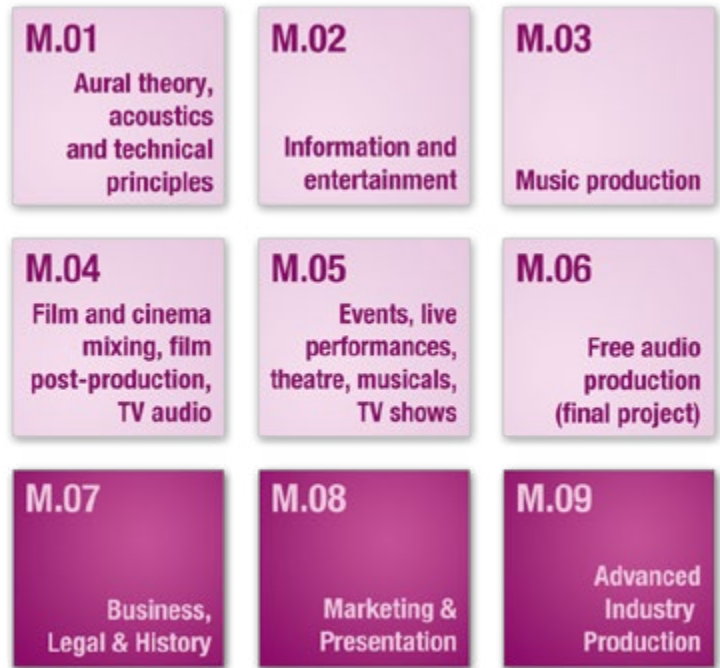 M.01
Aural theory,
acoustics
and technical
principles
M.02
Information and
entertainment
M.03
Music production
M.04
Film and cinema
mixing, film
post-production,
TV audio
M.05
Events, live
performances,
theatre, musicals,
TV shows
M.06
Free audio
production
(final project)
M.07
Business,
Legal & History
M.08
Marketing &
Presentation
M.09
Advanced
Industry
Production